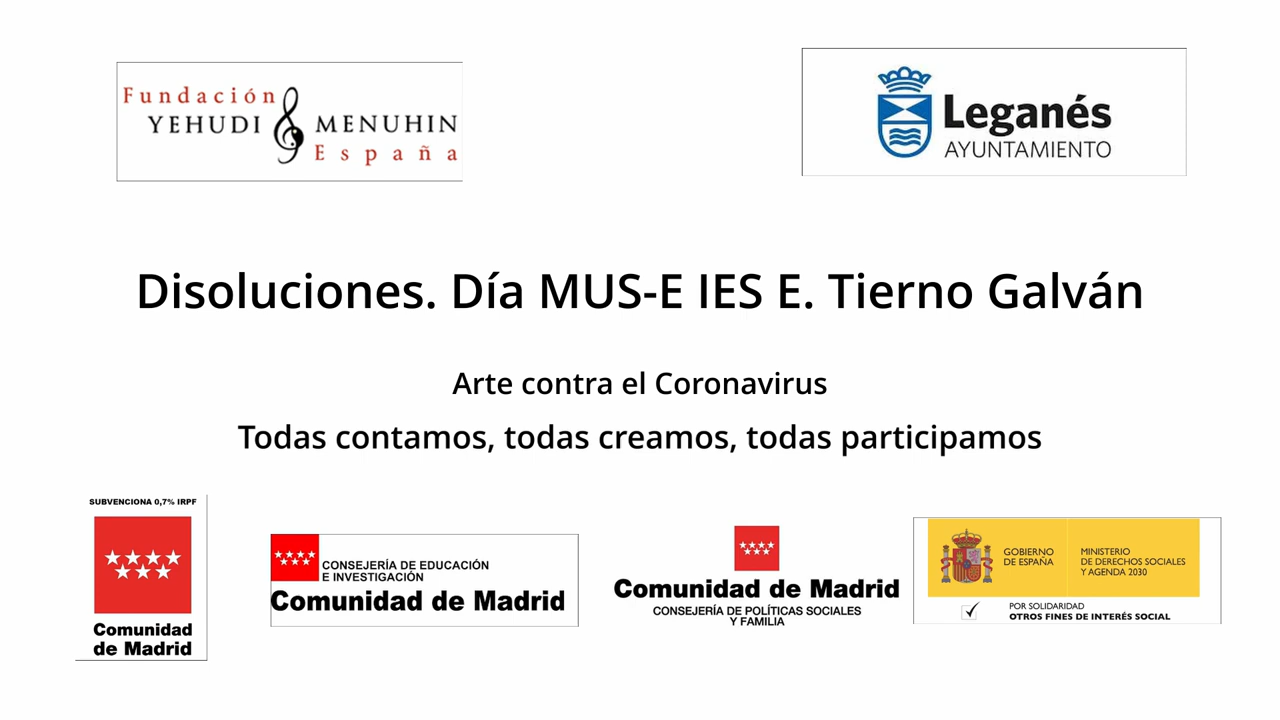 Fundación
YEHUDI MENUHIN
España
Leganés
AYUNTAMIENTO
Disoluciones. Día MUS-E IES E. Tierno Galván
Arte contra el Coronavirus
Todas contamos, todas creamos, todas participamos
SUBVENCIONA 0,7% IRPF
Comunidad
de Madrid
CONSEJERÍA DE EDUCACIÓN
E INVESTIGACIÓN
Comunidad de Madrid
Comunidad de Madrid
CONSEJERÍA DE POLÍTICAS SOCIALES
Y FAMILIA
GOBIERNO
DE ESPAÑA
MINISTERIO
DE DERECHOS SOCIALES
Y AGENDA 2030
POR SOLIDARIDAD
OTROS FINES DE INTERÉS SOCIAL